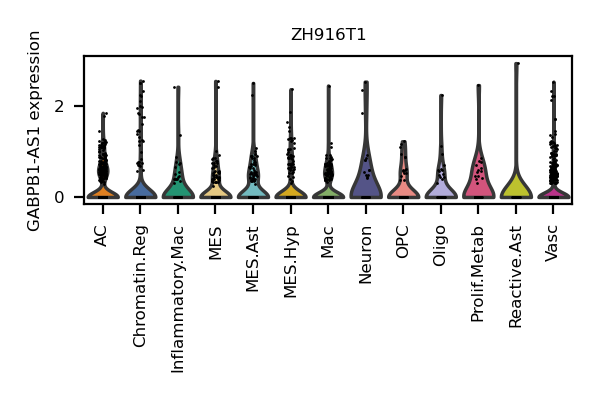 ZH916T1
GABPB1-AS1 expression
2
0
AC
Chromatin.Reg
Inflammatory.Mac
MES
MES.Ast
MES.Hyp
Mac
Neuron
OPC
Oligo
Prolif.Metab
Reactive.Ast
Vasc